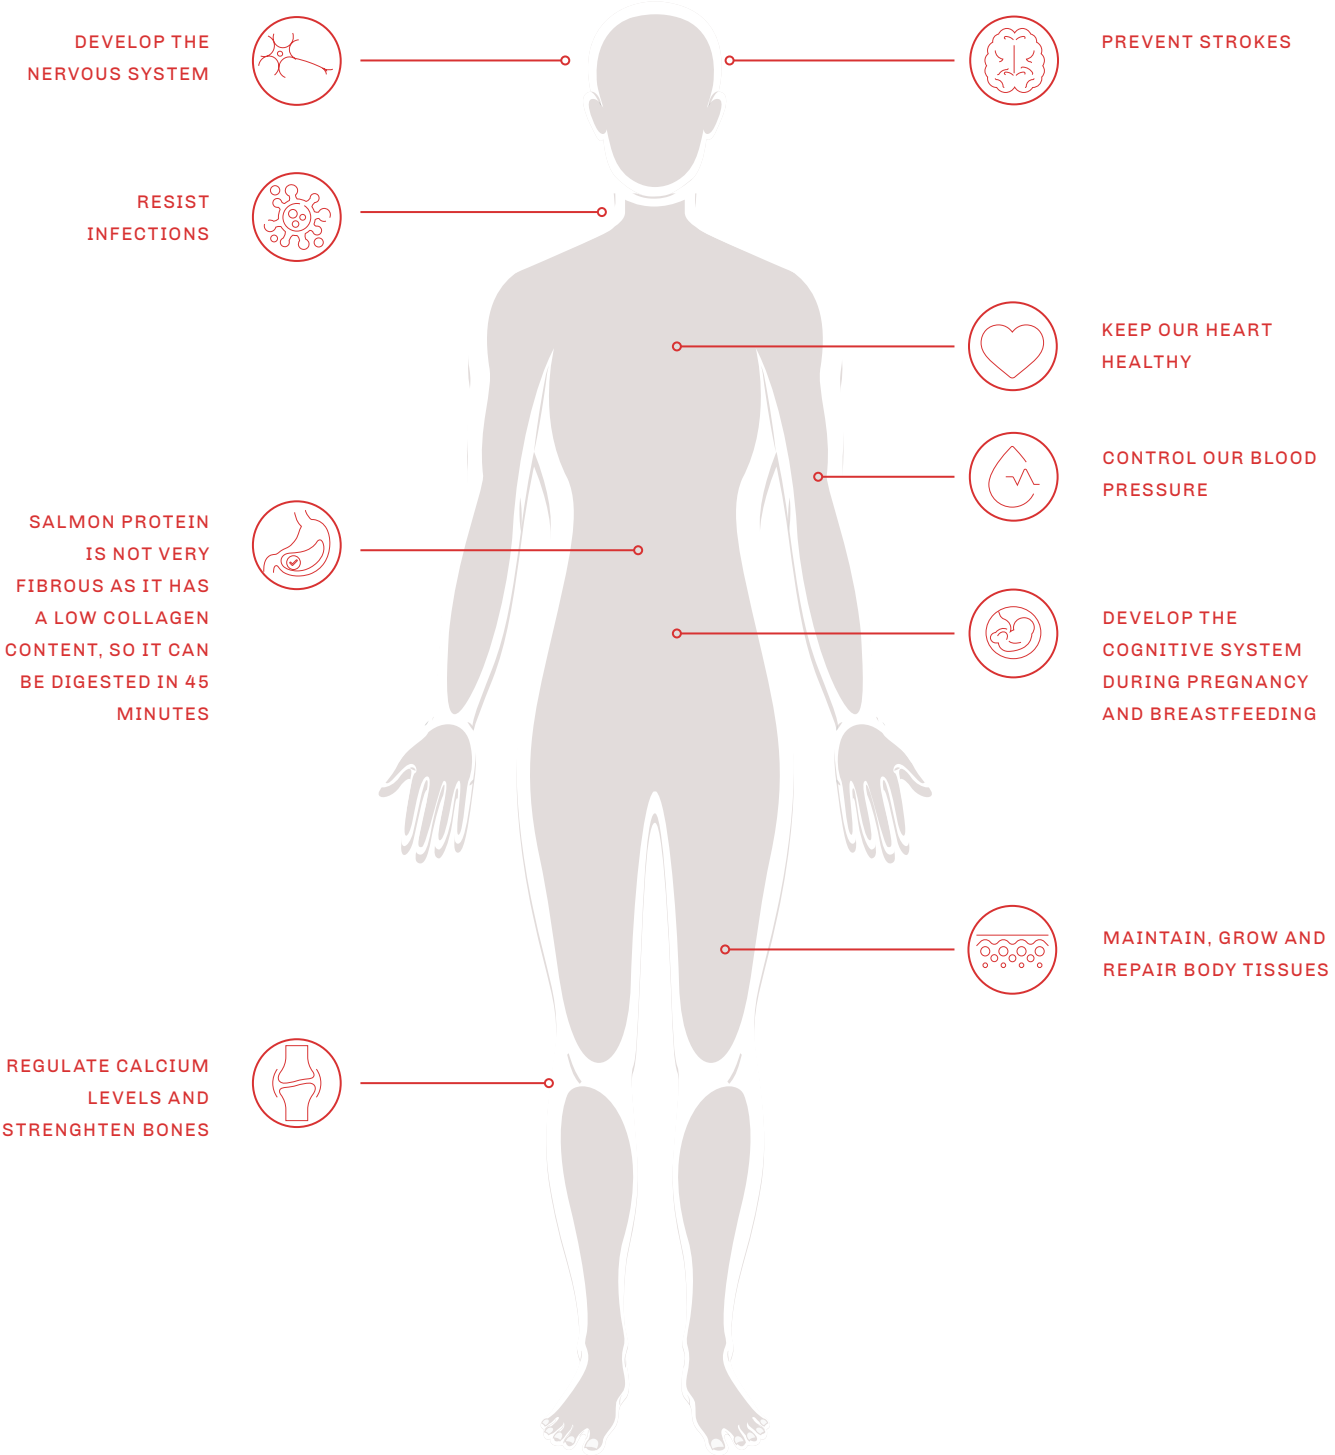 DEVELOP THE
NERVOUS SYSTEM
PREVENT STROKES
RESIST
INFECTIONS
KEEP OUR HEART
HEALTHY
CONTROL OUR BLOOD
PRESSURE
SALMON PROTEIN
IS NOT VERY
FIBROUS AS IT HAS
A LOW COLLAGEN
CONTENT, SO IT CAN
BE DIGESTED IN 45
MINUTES
DEVELOP THE
COGNITIVE SYSTEM
DURING PREGNANCY
AND BREASTFEEDING
MAINTAIN, GROW AND
REPAIR BODY TISSUES
REGULATE CALCIUM
LEVELS AND
STRENGHTEN BONES